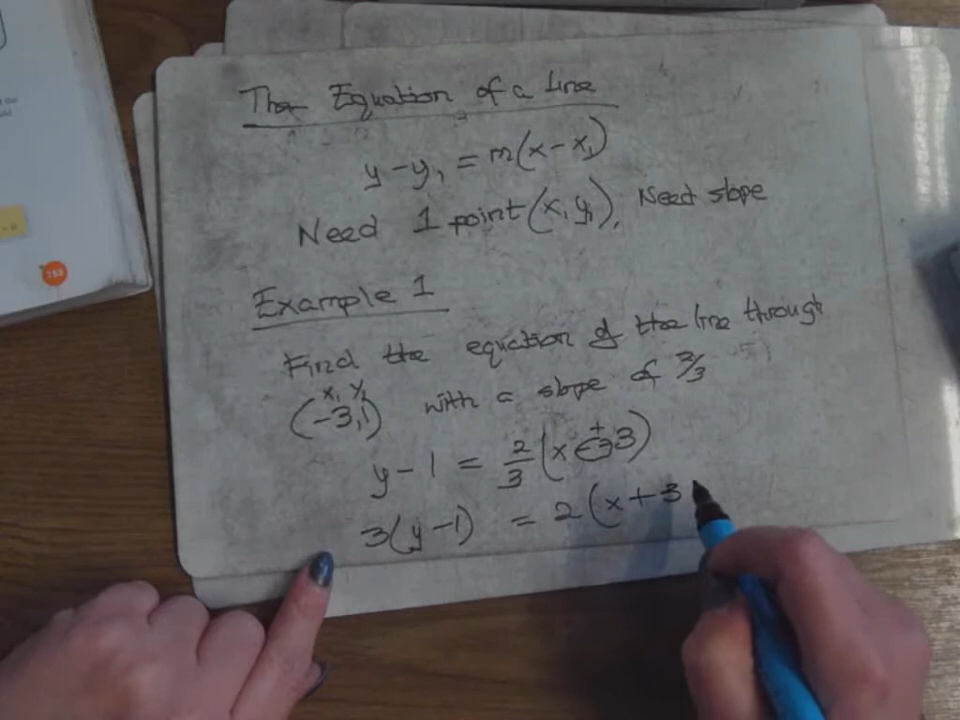 The Equation of a Line
y - y₁ = m(x - x₁)
Need 1 point (x₁ y₁), Need slope
Example 1
Find the equation of the line through
x₁ y₁
(-3, 1) with a slope of 2/3
y - 1 = 2/3 (x + 3)
3(y - 1) = 2(x + 3